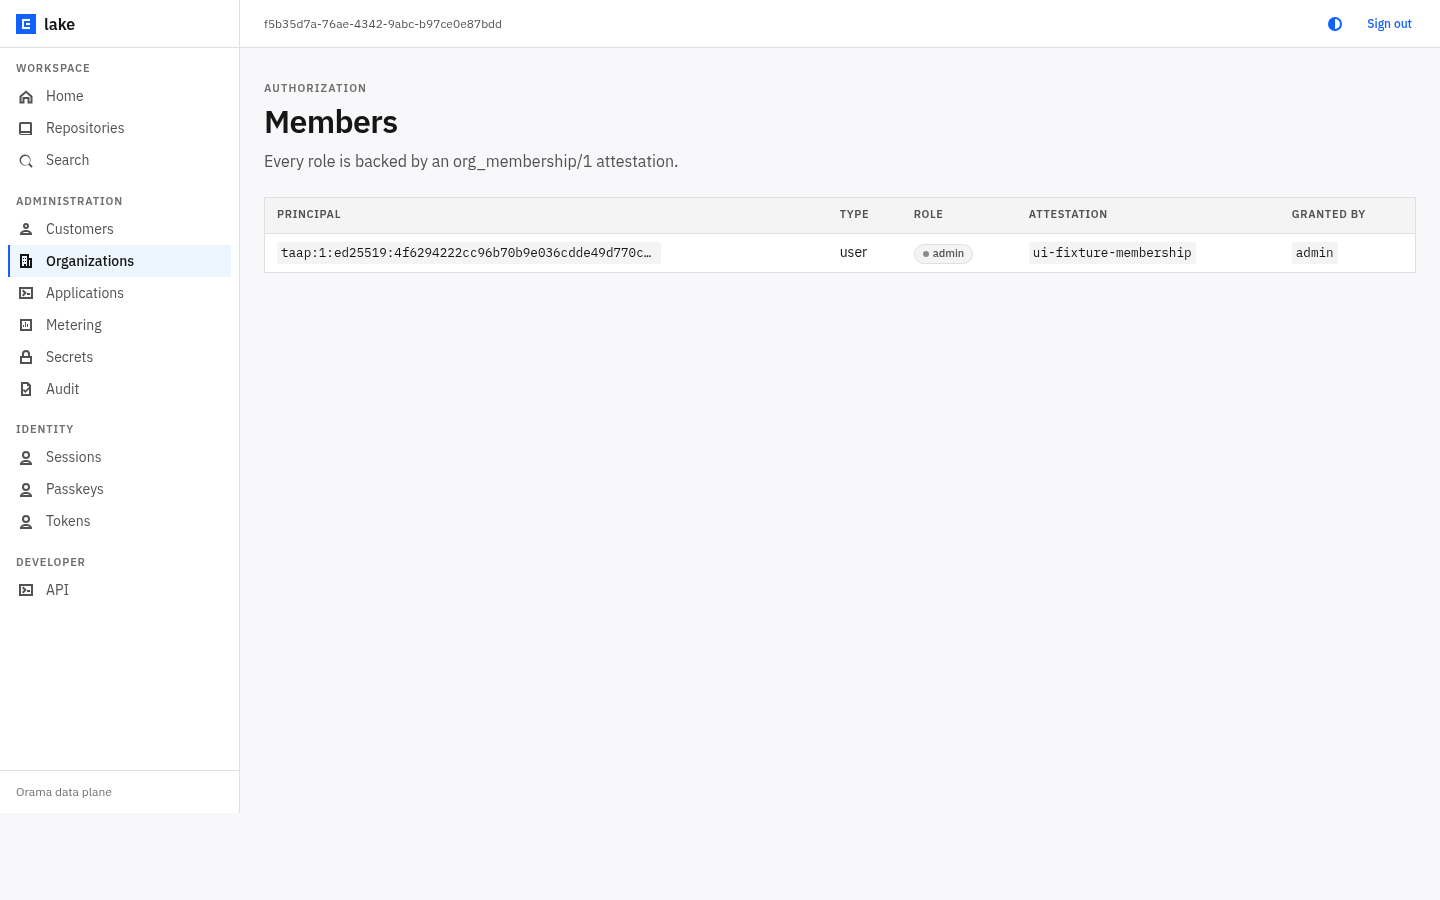 lake
f5b35d7a-76ae-4342-9abc-b97ce0e87bdd
Sign out
WORKSPACE
Home
Repositories
Search
ADMINISTRATION
Customers
Organizations
Applications
Metering
Secrets
Audit
IDENTITY
Sessions
Passkeys
Tokens
DEVELOPER
API
Orama data plane
AUTHORIZATION
Members
Every role is backed by an org_membership/1 attestation.
PRINCIPAL TYPE ROLE ATTESTATION GRANTED BY
taap:1:ed25519:4f6294222cc96b70b9e036cdde49d770c… user admin ui-fixture-membership admin